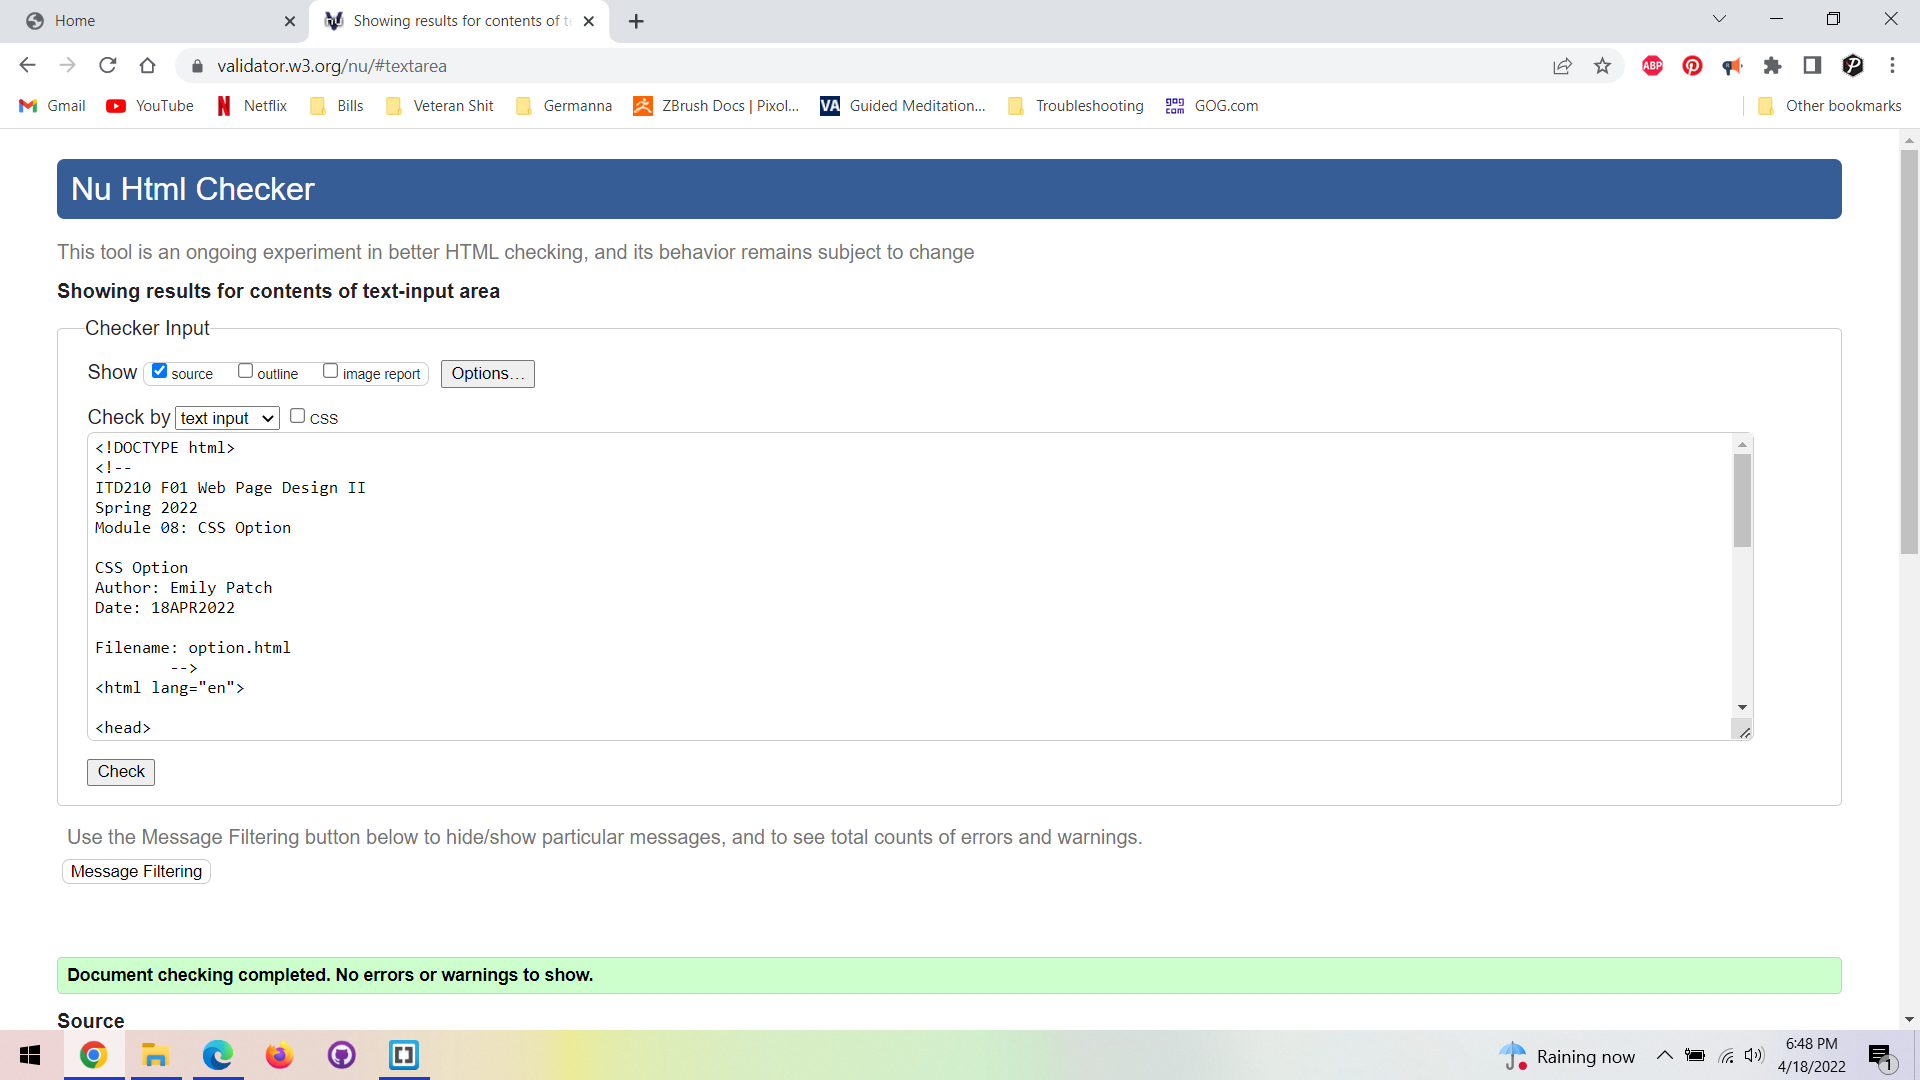 Home
Showing results for contents of t
validator.w3.org/nu/#textarea
ABP
Gmail
YouTube
Netflix
Bills
Veteran Shit
Germanna
ZBrush Docs | Pixol...
VA
Guided Meditation...
Troubleshooting
GOG.com
Other bookmarks
Nu Html Checker
This tool is an ongoing experiment in better HTML checking, and its behavior remains subject to change
Showing results for contents of text-input area
Checker Input
Show source outline image report Options...
Check by text input CSS
<!DOCTYPE html>
<!--
ITD210 F01 Web Page Design II
Spring 2022
Module 08: CSS Option
CSS Option
Author: Emily Patch
Date: 18APR2022
Filename: option.html
-->
<html lang="en">
<head>
Check
Use the Message Filtering button below to hide/show particular messages, and to see total counts of errors and warnings.
Message Filtering
Document checking completed. No errors or warnings to show.
Source
Raining now
6:48 PM
4/18/2022
1